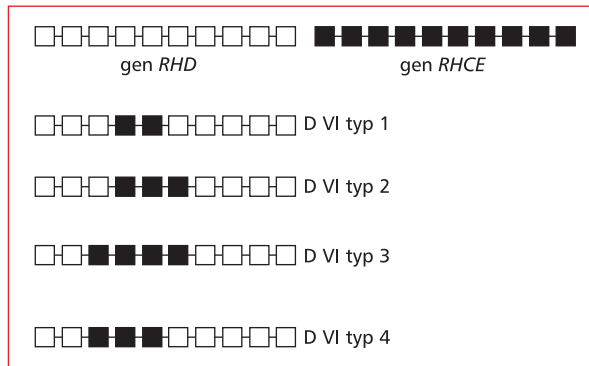 gen RHD
gen RHCE
D VI typ 1
D VI typ 2
D VI typ 3
D VI typ 4